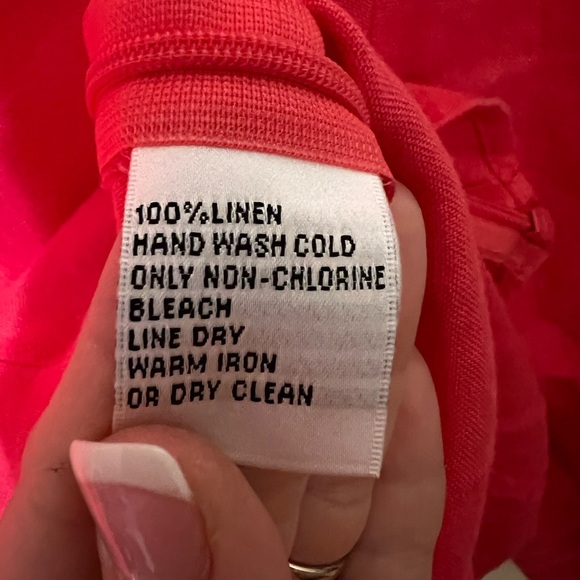 100%LINEN
HAND WASH COLD
ONLY NON-CHLORINE
BLEACH
LINE DRY
WARM IRON
OR DRY CLEAN